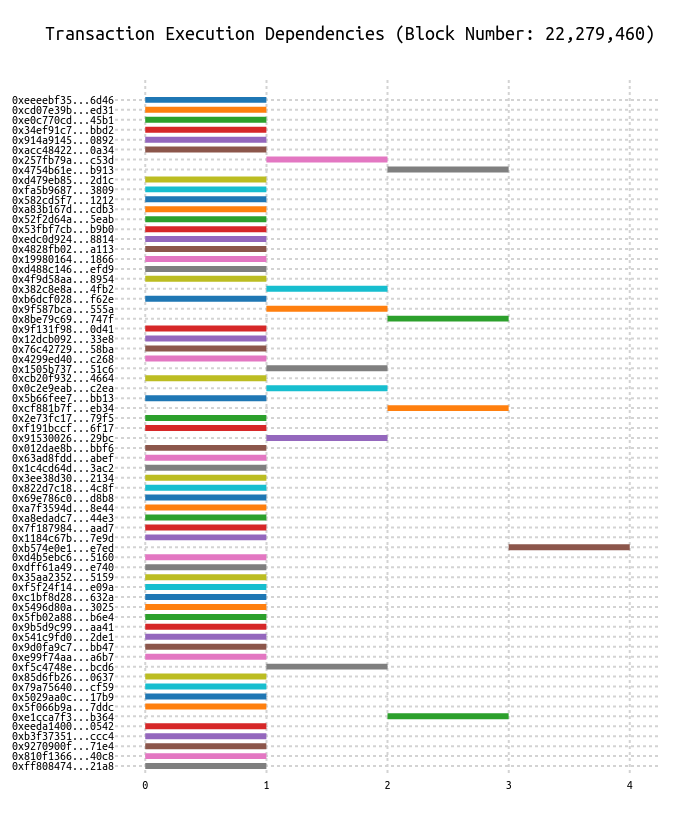 Transaction Execution Dependencies (Block Number: 22,279,460)
0xeeeebf35...6d46
0xcd07e39b...ed31
0xe0c770cd...45b1
0x34ef91c7...bbd2
0x914a9145...0892
0xacc48422...0a34
0x257fb79a...c53d
0x4754b61e...b913
0xd479eb85...2d1c
0xfa5b9687...3809
0x582cd5f7...1212
0xa83b167d...cdb3
0x52f2d64a...5eab
0x53fbf7cb...b9b0
0xedc0d924...8814
0x4828fb02...a113
0x19980164...1866
0xd488c146...efd9
0x4f9d58aa...8954
0x382c8e8a...4fb2
0xb6dcf028...f62e
0x9f587bca...555a
0x8be79c69...747f
0x9f131f98...0d41
0x12dcb092...33e8
0x76c42729...58ba
0x4299ed40...c268
0x1505b737...51c6
0xcb20f932...4664
0x0c2e9eab...c2ea
0x5b66fee7...bb13
0xcf881b7f...eb34
0x2e73fc17...79f5
0xf191bccf...6f17
0x91530026...29bc
0x012dae8b...bbf6
0x63ad8fdd...abef
0x1c4cd64d...3ac2
0x3ee38d30...2134
0x822d7c18...4c8f
0x69e786c0...d8b8
0xa7f3594d...8e44
0xa8edadc7...44e3
0x7f187984...aad7
0x1184c67b...7e9d
0xb574e0e1...e7ed
0xd4b5ebc6...5160
0xdff61a49...e740
0x35aa2352...5159
0xf5f24f14...e09a
0xc1bf8d28...632a
0x5496d80a...3025
0x5fb02a88...b6e4
0x9b5d9c99...aa41
0x541c9fd0...2de1
0x9d0fa9c7...bb47
0xe99f74aa...a6b7
0xf5c4748e...bcd6
0x85d6fb26...0637
0x79a75640...cf59
0x5029aa0c...17b9
0x5f066b9a...7ddc
0xe1cca7f3...b364
0xeeda1400...0542
0xb3f37351...ccc4
0x9270900f...71e4
0x810f1366...40c8
0xff808474...21a8
0 1 2 3 4